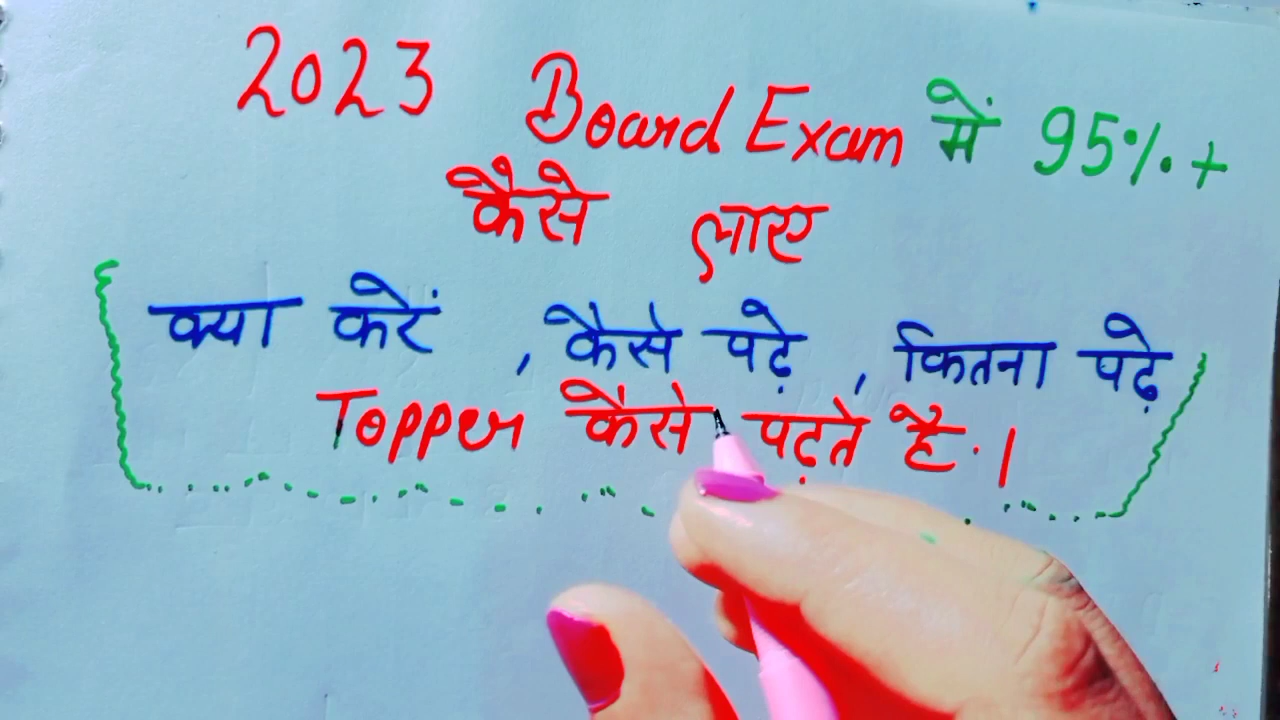 2023 Board Exam में 95% +
कैसे लाए
क्या करें , कैसे पढ़े , कितना पढ़े
Topper कैसे पढ़ते है.।